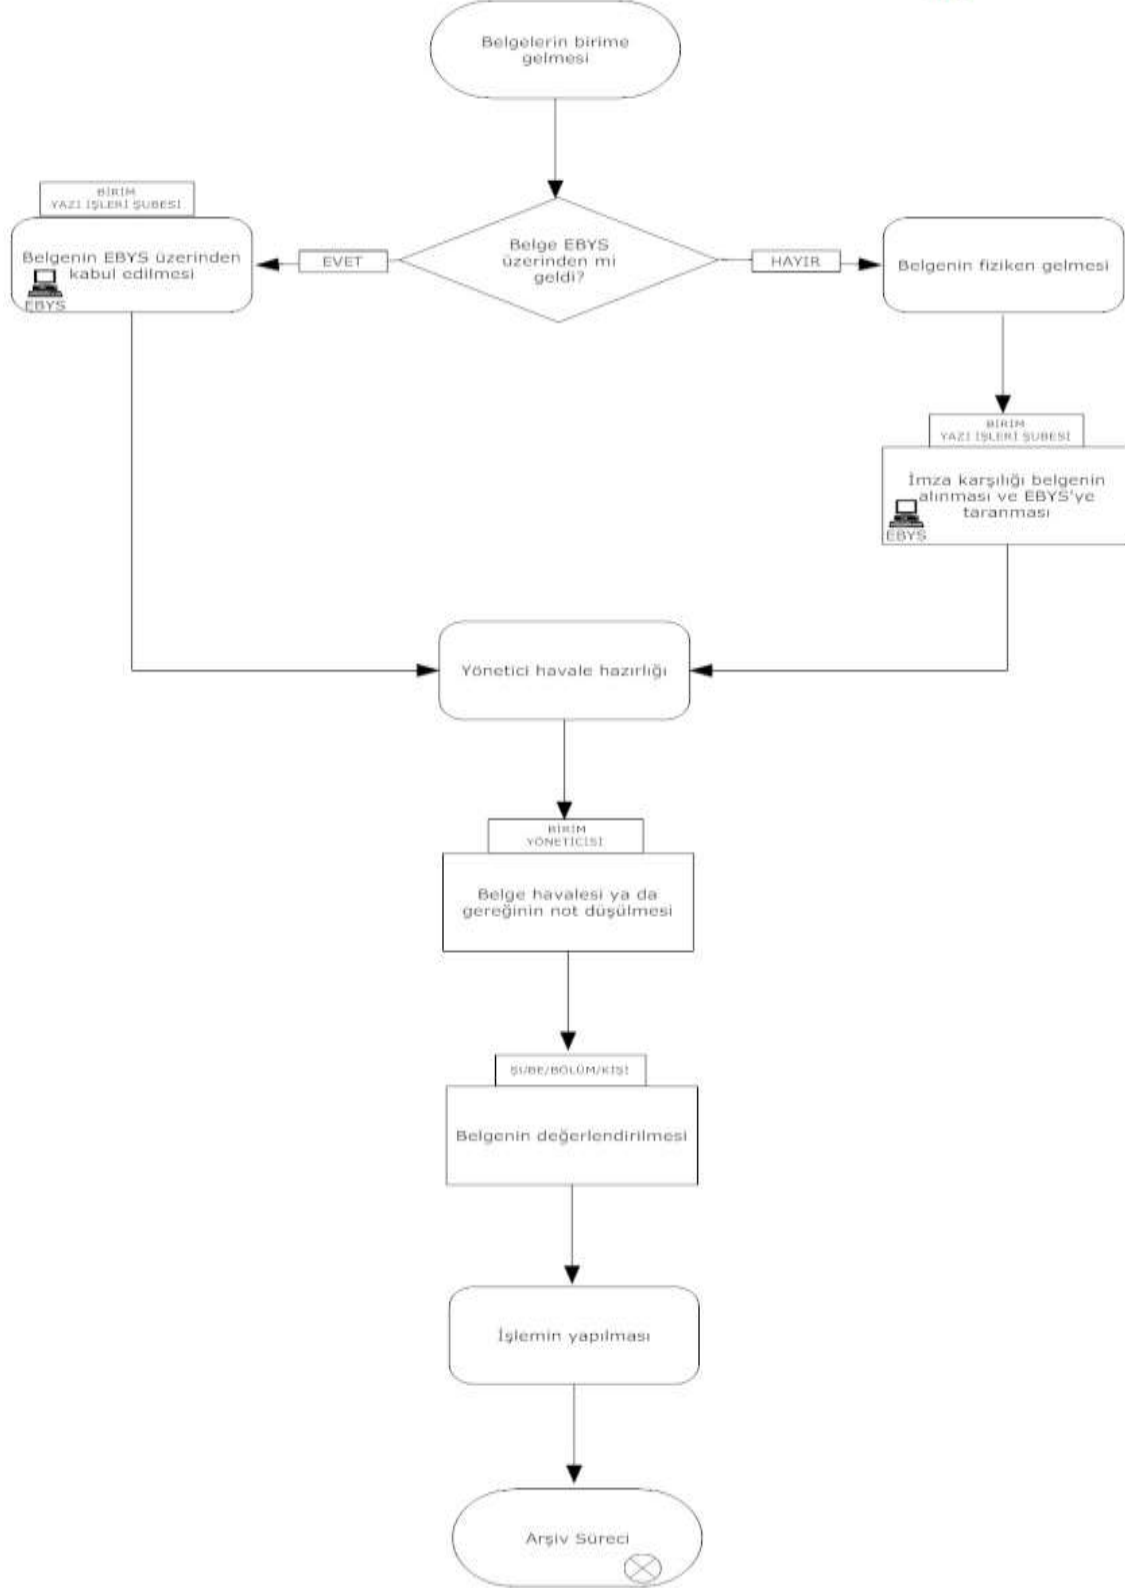 Belgelerin birime
gelmesi
BİRİM
YAZI İŞLERİ ŞUBESİ
Belgenin EBYS üzerinden
kabul edilmesi
EBYS
EVET
Belge EBYS
üzerinden mi
geldi?
HAYIR
Belgenin fiziken gelmesi
BİRİM
YAZI İŞLERİ ŞUBESİ
İmza karşılığı belgenin
alınması ve EBYS'ye
taranması
EBYS
Yönetici havale hazırlığı
BİRİM
YÖNETİCİSİ
Belge havalesi ya da
gereğinin not düşülmesi
ŞUBE/BÖLÜM/KİŞİ
Belgenin değerlendirilmesi
İşlemin yapılması
Arşiv Süreci